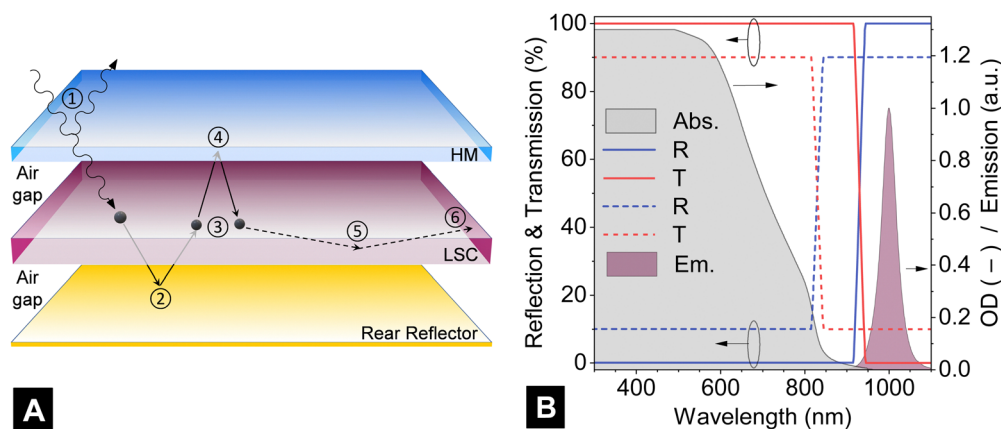 ①
④
HM
Air
gap
③
⑤
⑥
LSC
Air
gap
②
Rear Reflector
A
Reflection & Transmission (%)
100
80
60
40
20
0
Abs.
R
T
R
T
Em.
1.2
1.0
0.8
0.6
0.4
0.2
0.0
OD (–) / Emission (a.u.)
400 600 800 1000
Wavelength (nm)
B